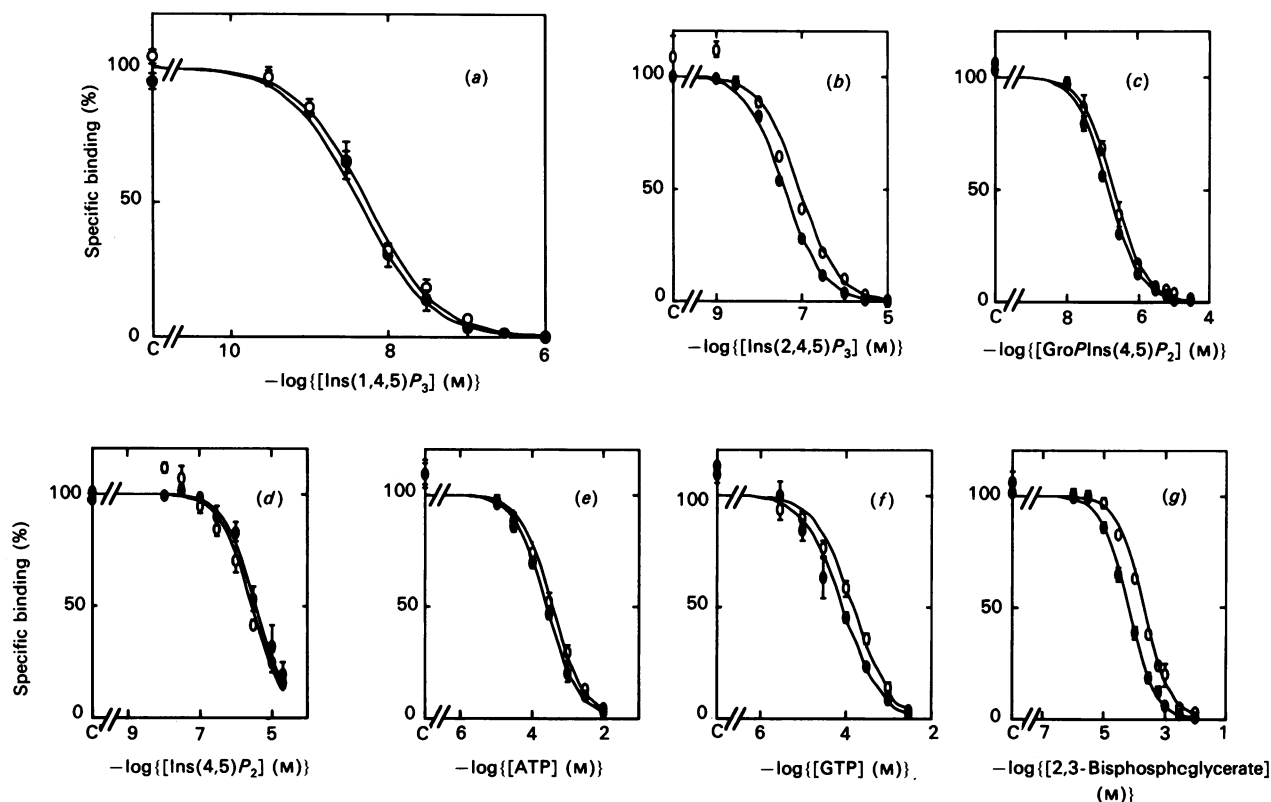 Specific binding (%)
100
50
0
(a)
C 10 8 6
−log{[Ins(1,4,5)P₃] (M)}
100
50
0
(b)
C 9 7 5
−log{[Ins(2,4,5)P₃] (M)}
100
50
0
(c)
C 8 6 4
−log{[GroPIns(4,5)P₂] (M)}
Specific binding (%)
100
50
0
(d)
C 9 7 5
−log{[Ins(4,5)P₂] (M)}
100
50
0
(e)
C 6 4 2
−log{[ATP] (M)}
100
50
0
(f)
C 6 4 2
−log{[GTP] (M)}
100
50
0
(g)
C 7 5 3 1
−log{[2,3-Bisphosphoglycerate]
(M)}